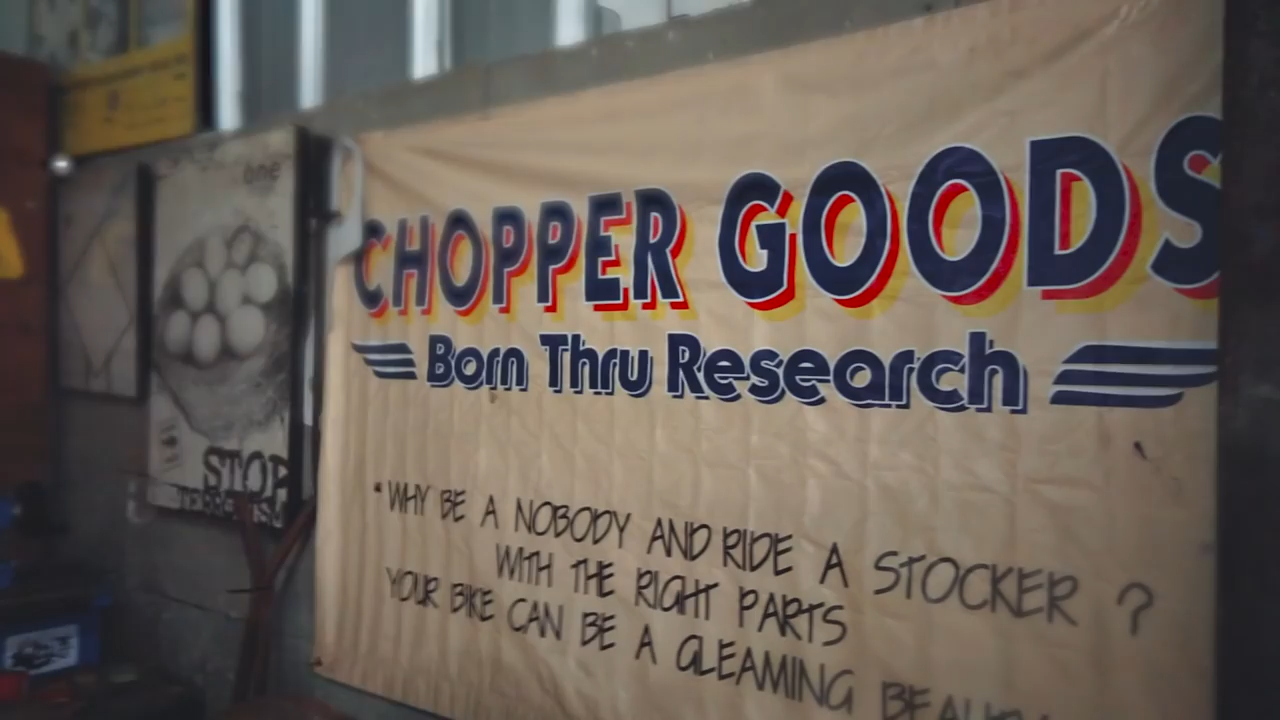 one
STOP
CHOPPER GOODS
Born Thru Research
"WHY BE A NOBODY AND RIDE A STOCKER ?
WITH THE RIGHT PARTS
YOUR BIKE CAN BE A GLEAMING